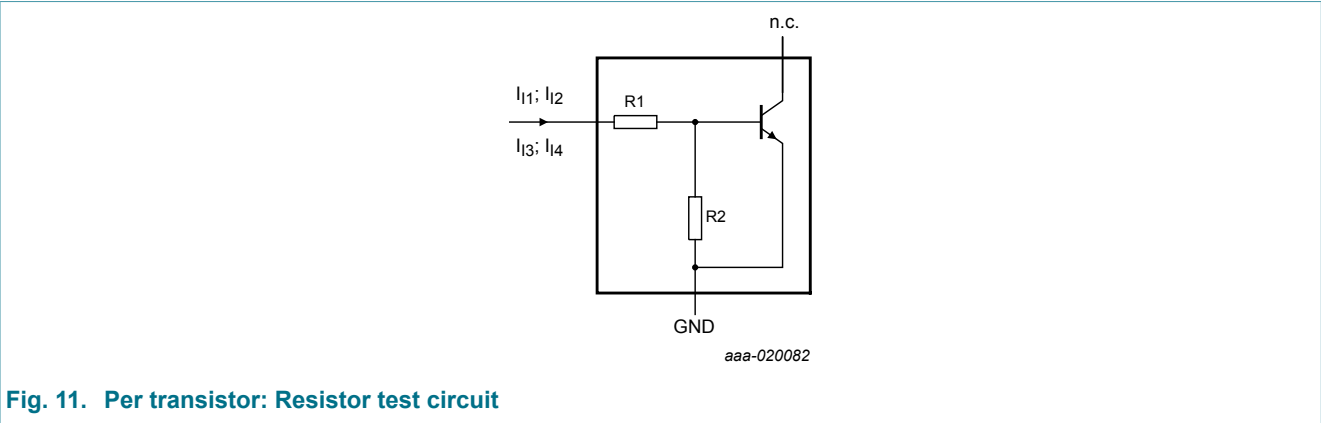 n.c.
I_I1; I_I2
R1
I_I3; I_I4
R2
GND
aaa-020082
Fig. 11. Per transistor: Resistor test circuit